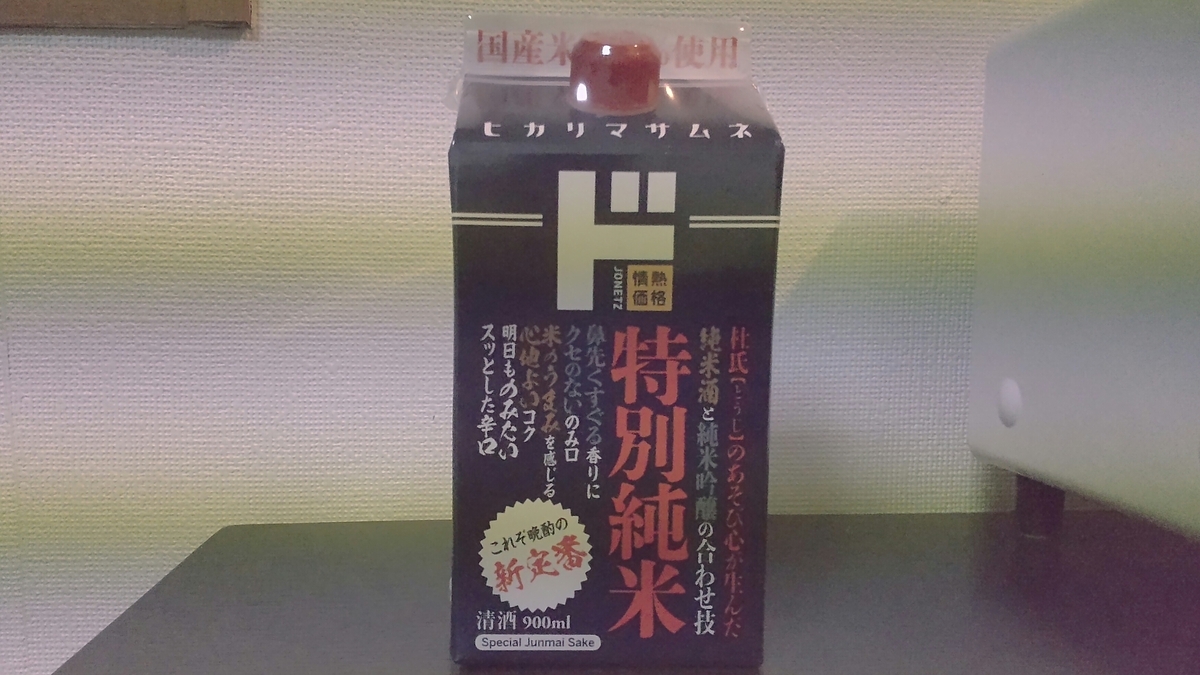 国産米
使用
ヒカリマサムネ
ド
JONETZ
情熱
価格
杜氏【とうじ】のあそび心が生んだ
純米酒と純米吟醸の合わせ技
特別純米
鼻先くすぐる香りに
クセのないのみ口
米のうまみを感じる
心地よいコク
明日ものみたい
スッとした辛口
これぞ晩酌の
新定番
清酒 900ml
Special Junmai Sake